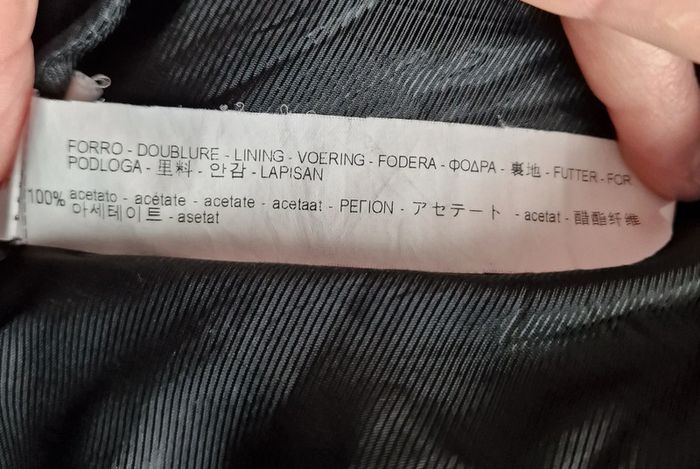 FORRO - DOUBLURE - LINING - VOERING - FODERA - ΦΟΔΡΑ - 裏地 - FUTTER - FOR
PODLOGA - 里料 - 안감 - LAPISAN
100% acetato - acétate - acetate - acetaat - ΡΕΓΙΟΝ - アセテート - acetat - 醋酯纤维
아세테이트 - asetat